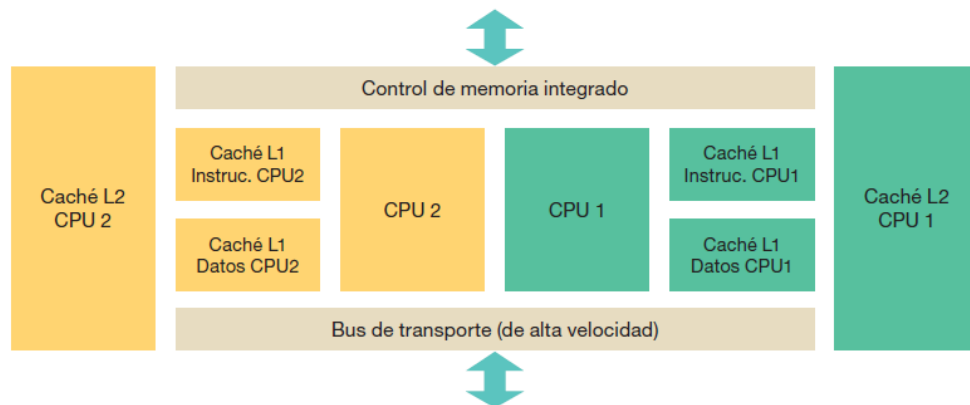 Control de memoria integrado
Caché L2
CPU 2
Caché L1
Instruc. CPU2
Caché L1
Datos CPU2
CPU 2
CPU 1
Caché L1
Instruc. CPU1
Caché L1
Datos CPU1
Caché L2
CPU 1
Bus de transporte (de alta velocidad)